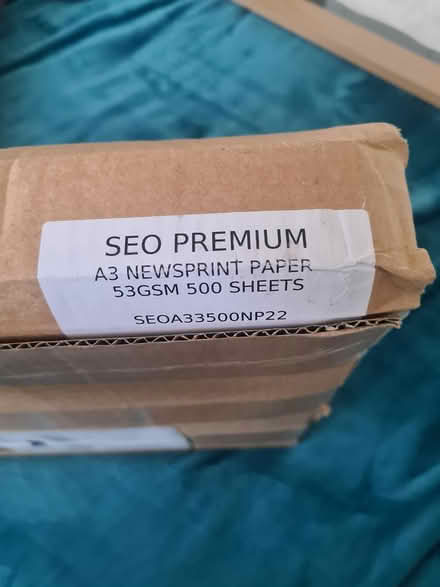 SEO PREMIUM
A3 NEWSPRINT PAPER
53GSM 500 SHEETS
SEOA33500NP22